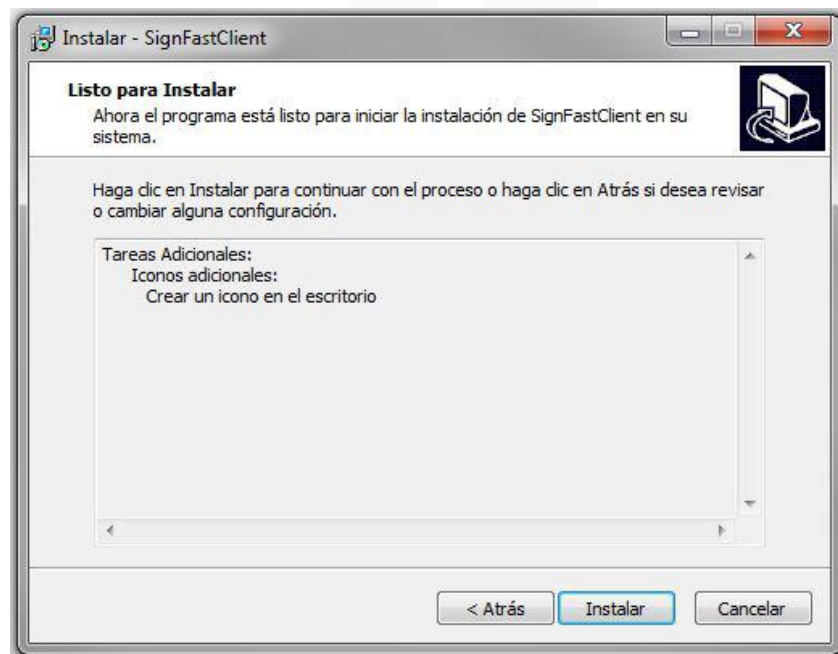 Instalar - SignFastClient
Listo para Instalar
Ahora el programa está listo para iniciar la instalación de SignFastClient en su
sistema.
Haga clic en Instalar para continuar con el proceso o haga clic en Atrás si desea revisar
o cambiar alguna configuración.
Tareas Adicionales:
Iconos adicionales:
Crear un icono en el escritorio
< Atrás
Instalar
Cancelar